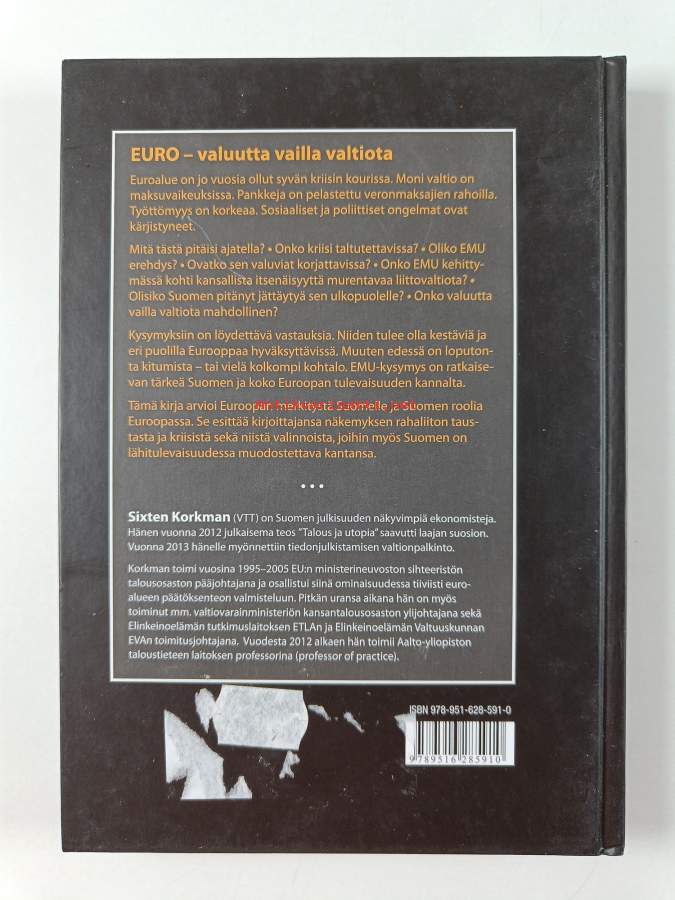 EURO – valuutta vailla valtiota
Euroalue on jo vuosia ollut syvän kriisin kourissa. Moni valtio on
maksuvaikeuksissa. Pankkeja on pelastettu veronmaksajien rahoilla.
Työttömyys on korkeaa. Sosiaaliset ja poliittiset ongelmat ovat
kärjistyneet.
Mitä tästä pitäisi ajatella? • Onko kriisi taltutettavissa? • Oliko EMU
erehdys? • Ovatko sen valuviat korjattavissa? • Onko EMU kehitty-
mässä kohti kansallista itsenäisyyttä murentavaa liittovaltiota? •
Olisiko Suomen pitänyt jättäytyä sen ulkopuolelle? • Onko valuutta
vailla valtiota mahdollinen?
Kysymyksiin on löydettävä vastauksia. Niiden tulee olla kestäviä ja
eri puolilla Eurooppaa hyväksyttävissä. Muuten edessä on loputon-
ta kitumista – tai vielä kolkompi kohtalo. EMU-kysymys on ratkaise-
van tärkeä Suomen ja koko Euroopan tulevaisuuden kannalta.
Tämä kirja arvioi Euroopan merkitystä Suomelle ja Suomen roolia
Euroopassa. Se esittää kirjoittajansa näkemyksen rahaliiton taus-
tasta ja kriisistä sekä niistä valinnoista, joihin myös Suomen on
lähitulevaisuudessa muodostettava kantansa.
• • •
Sixten Korkman (VTT) on Suomen julkisuuden näkyvimpiä ekonomisteja.
Hänen vuonna 2012 julkaisema teos "Talous ja utopia" saavutti laajan suosion.
Vuonna 2013 hänelle myönnettiin tiedonjulkistamisen valtionpalkinto.
Korkman toimi vuosina 1995–2005 EU:n ministerineuvoston sihteeristön
talousosaston pääjohtajana ja osallistui siinä ominaisuudessa tiiviisti euro-
alueen päätöksenteon valmisteluun. Pitkän uransa aikana hän on myös
toiminut mm. valtiovarainministeriön kansantalousosaston ylijohtajana sekä
Elinkeinoelämän tutkimuslaitoksen ETLAn ja Elinkeinoelämän Valtuuskunnan
EVAn toimitusjohtajana. Vuodesta 2012 alkaen hän toimii Aalto-yliopiston
taloustieteen laitoksen professorina (professor of practice).
ISBN 978-951-628-591-0
9 789516 285910